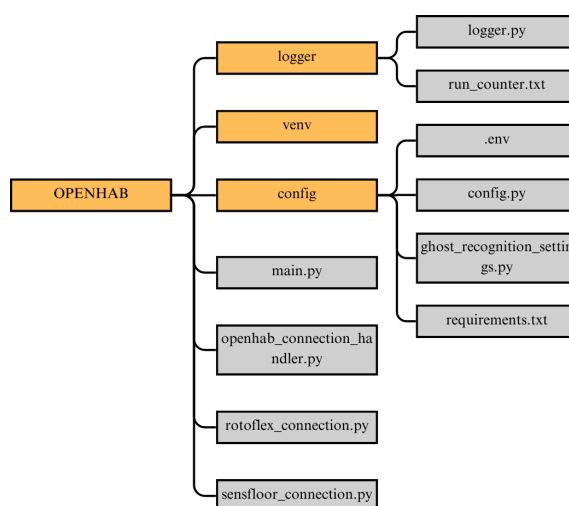 OPENHAB
logger
logger.py
run_counter.txt
venv
config
.env
config.py
ghost_recognition_settin
gs.py
requirements.txt
main.py
openhab_connection_ha
ndler.py
rotoflex_connection.py
sensfloor_connection.py